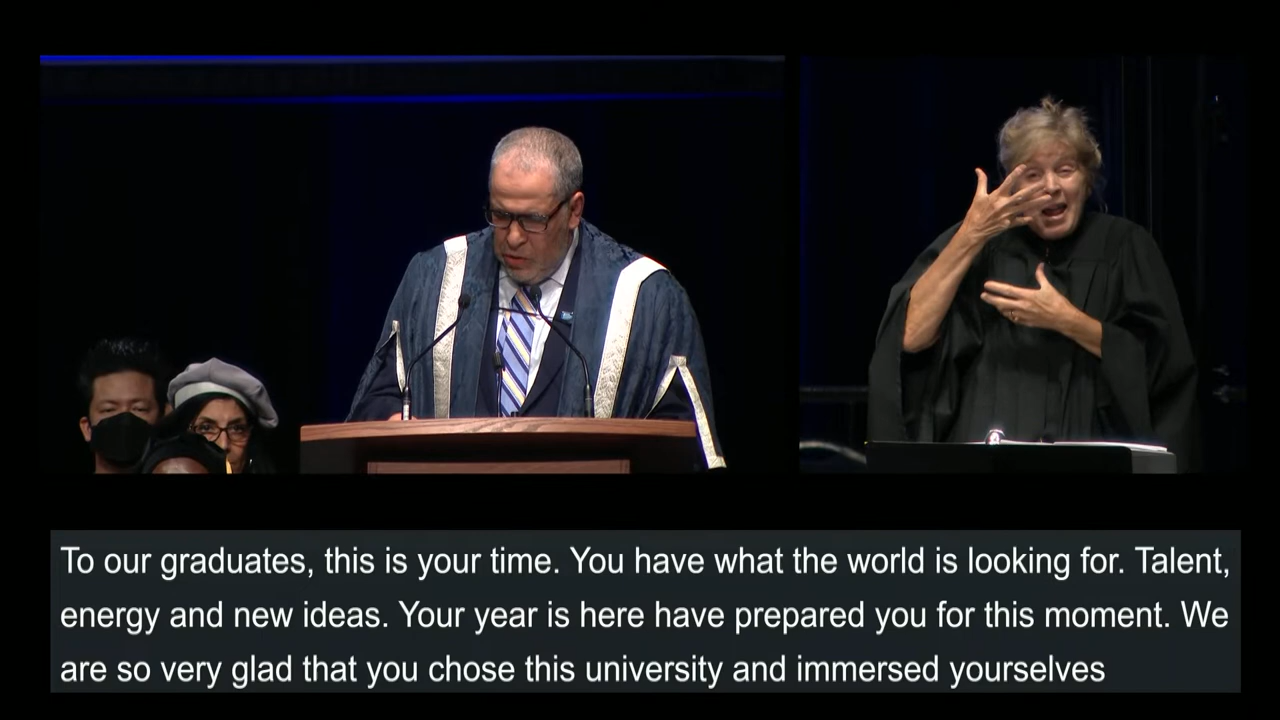 To our graduates, this is your time. You have what the world is looking for. Talent,
energy and new ideas. Your year is here have prepared you for this moment. We
are so very glad that you chose this university and immersed yourselves